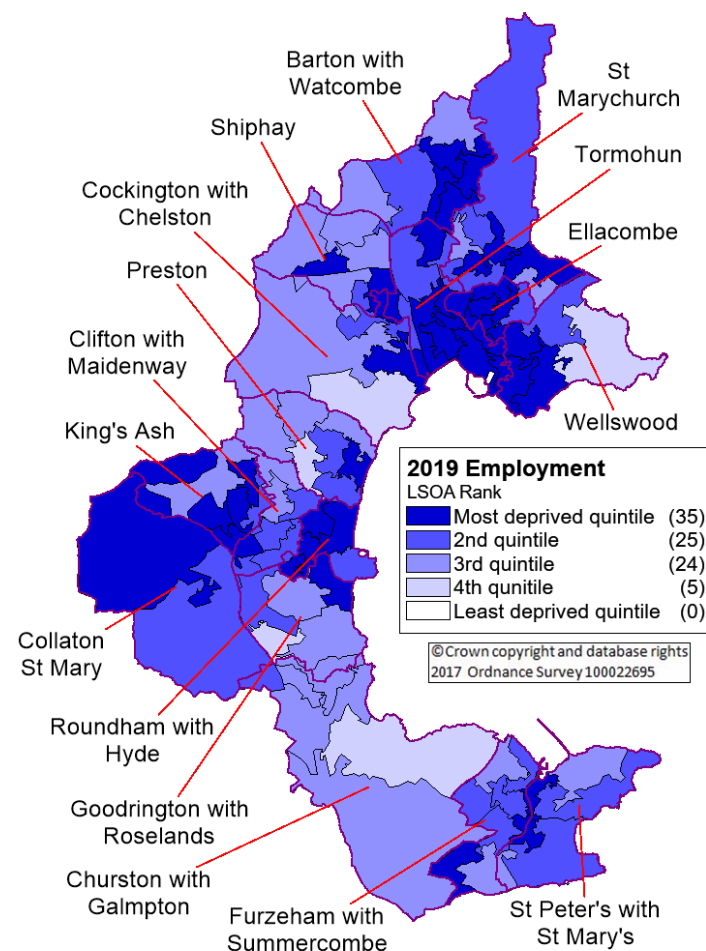 Barton with
Watcombe
St
Marychurch
Shiphay
Tormohun
Cockington with
Chelston
Ellacombe
Preston
Clifton with
Maidenway
Wellswood
King's Ash
2019 Employment
LSOA Rank
Most deprived quintile (35)
2nd quintile (25)
3rd quintile (24)
4th qunitile (5)
Least deprived quintile (0)
©Crown copyright and database rights
2017 Ordnance Survey 100022695
Collaton
St Mary
Roundham with
Hyde
Goodrington with
Roselands
Churston with
Galmpton
Furzeham with
Summercombe
St Peter's with
St Mary's